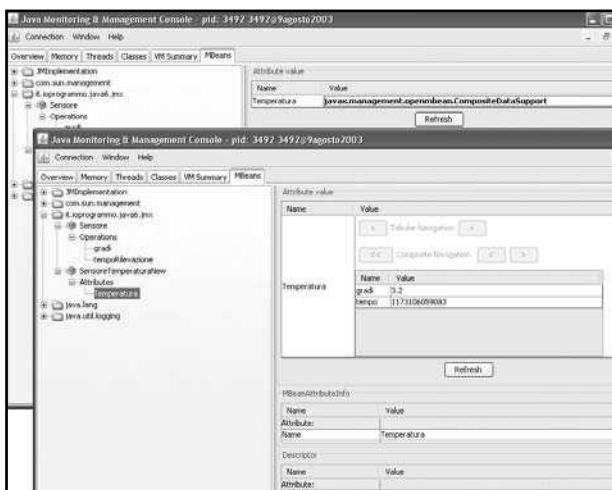 Java Monitoring & Management Console - pid: 3492 3492@9agosto2003
Connection Window Help
Overview Memory Threads Classes VM Summary MBeans
JMImplementation
com.sun.management
it.ioprogrammo.java6.jmx
Sensore
Operations
gradi
Attribute value
Name Value
Temperatura javax.management.openmbean.CompositeDataSupport
Refresh
Java Monitoring & Management Console - pid: 3492 3492@9agosto2003
Connection Window Help
Overview Memory Threads Classes VM Summary MBeans
JMImplementation
com.sun.management
it.ioprogrammo.java6.jmx
Sensore
Operations
gradi
tempoRilevazione
SensoreTemperaturaNew
Attributes
Temperatura
java.lang
java.util.logging
Attribute value
Name Value
< Tabular Navigation >
<< Composite Navigation < >
Temperatura
Name Value
gradi 3.2
tempo 1173106059083
Refresh
MBeanAttributeInfo
Name Value
Attribute:
Name Temperatura
Descriptor
Name Value
Attribute: